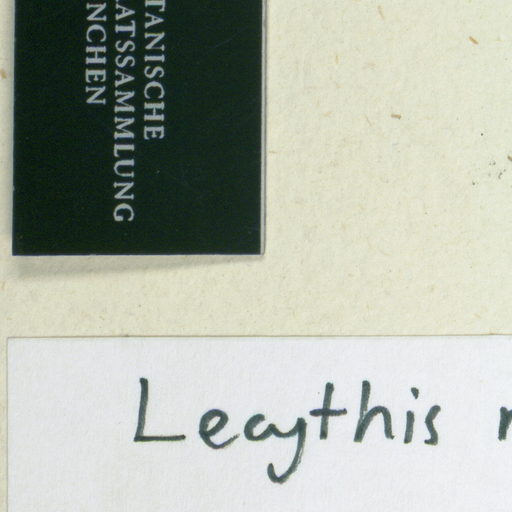 TANISCHE
ATSSAMMLUNG
NCHEN
Lecythis